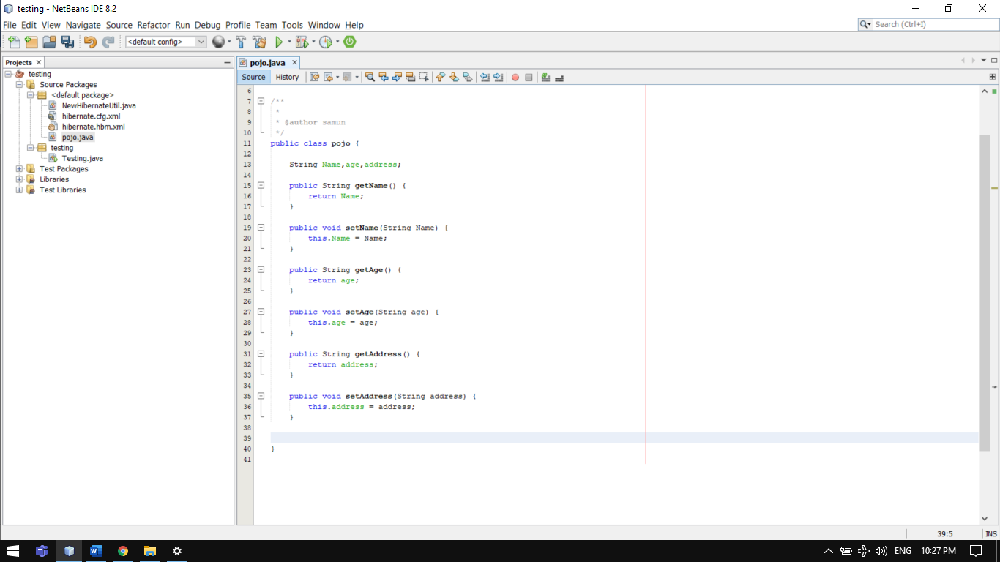 testing - NetBeans IDE 8.2
File Edit View Navigate Source Refactor Run Debug Profile Team Tools Window Help
Search (Ctrl+I)
<default config>
Projects
testing
Source Packages
<default package>
NewHibernateUtil.java
hibernate.cfg.xml
hibernate.hbm.xml
pojo.java
testing
Testing.java
Test Packages
Libraries
Test Libraries
pojo.java
Source History
6
7 /**
8 *
9 * @author samun
10 */
11 public class pojo {
12
13 String Name,age,address;
14
15 public String getName() {
16 return Name;
17 }
18
19 public void setName(String Name) {
20 this.Name = Name;
21 }
22
23 public String getAge() {
24 return age;
25 }
26
27 public void setAge(String age) {
28 this.age = age;
29 }
30
31 public String getAddress() {
32 return address;
33 }
34
35 public void setAddress(String address) {
36 this.address = address;
37 }
38
39
40 }
41
39:5 INS
ENG 10:27 PM